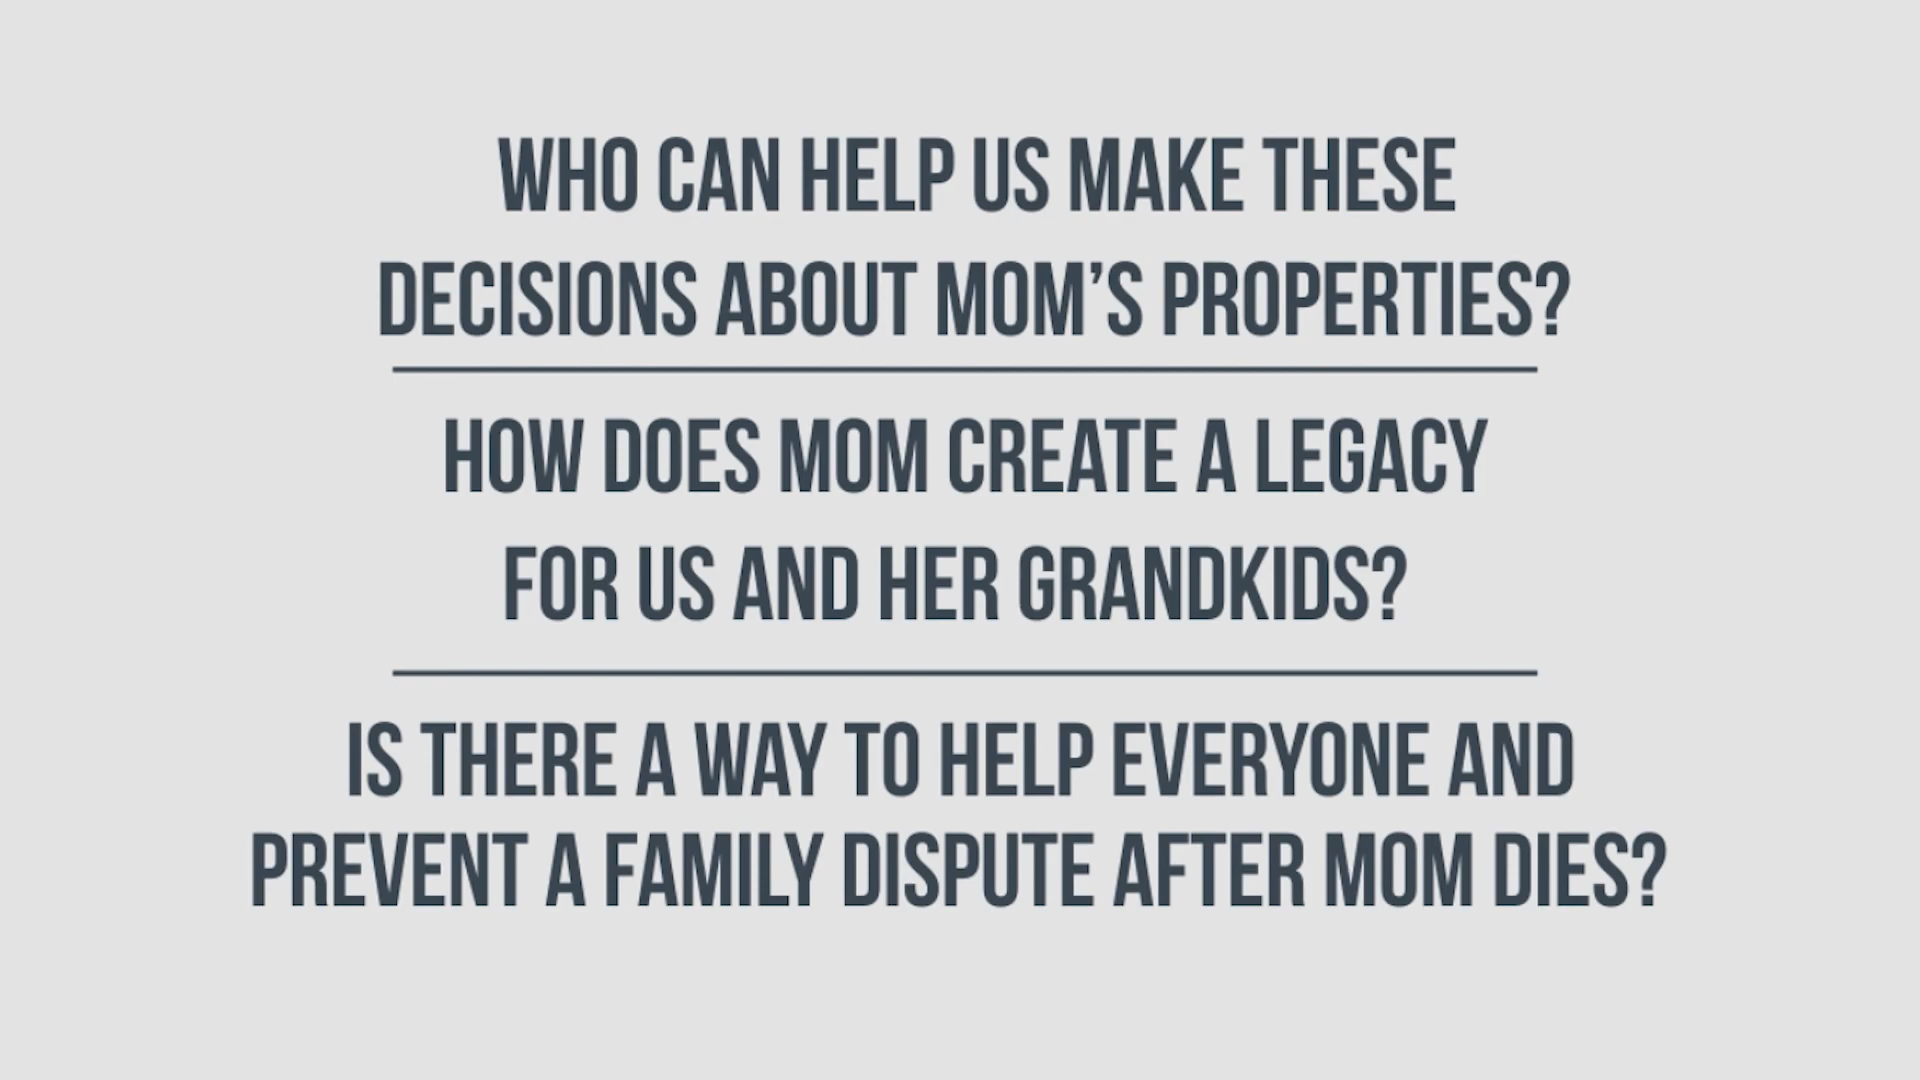 WHO CAN HELP US MAKE THESE
DECISIONS ABOUT MOM’S PROPERTIES?
HOW DOES MOM CREATE A LEGACY
FOR US AND HER GRANDKIDS?
IS THERE A WAY TO HELP EVERYONE AND
PREVENT A FAMILY DISPUTE AFTER MOM DIES?